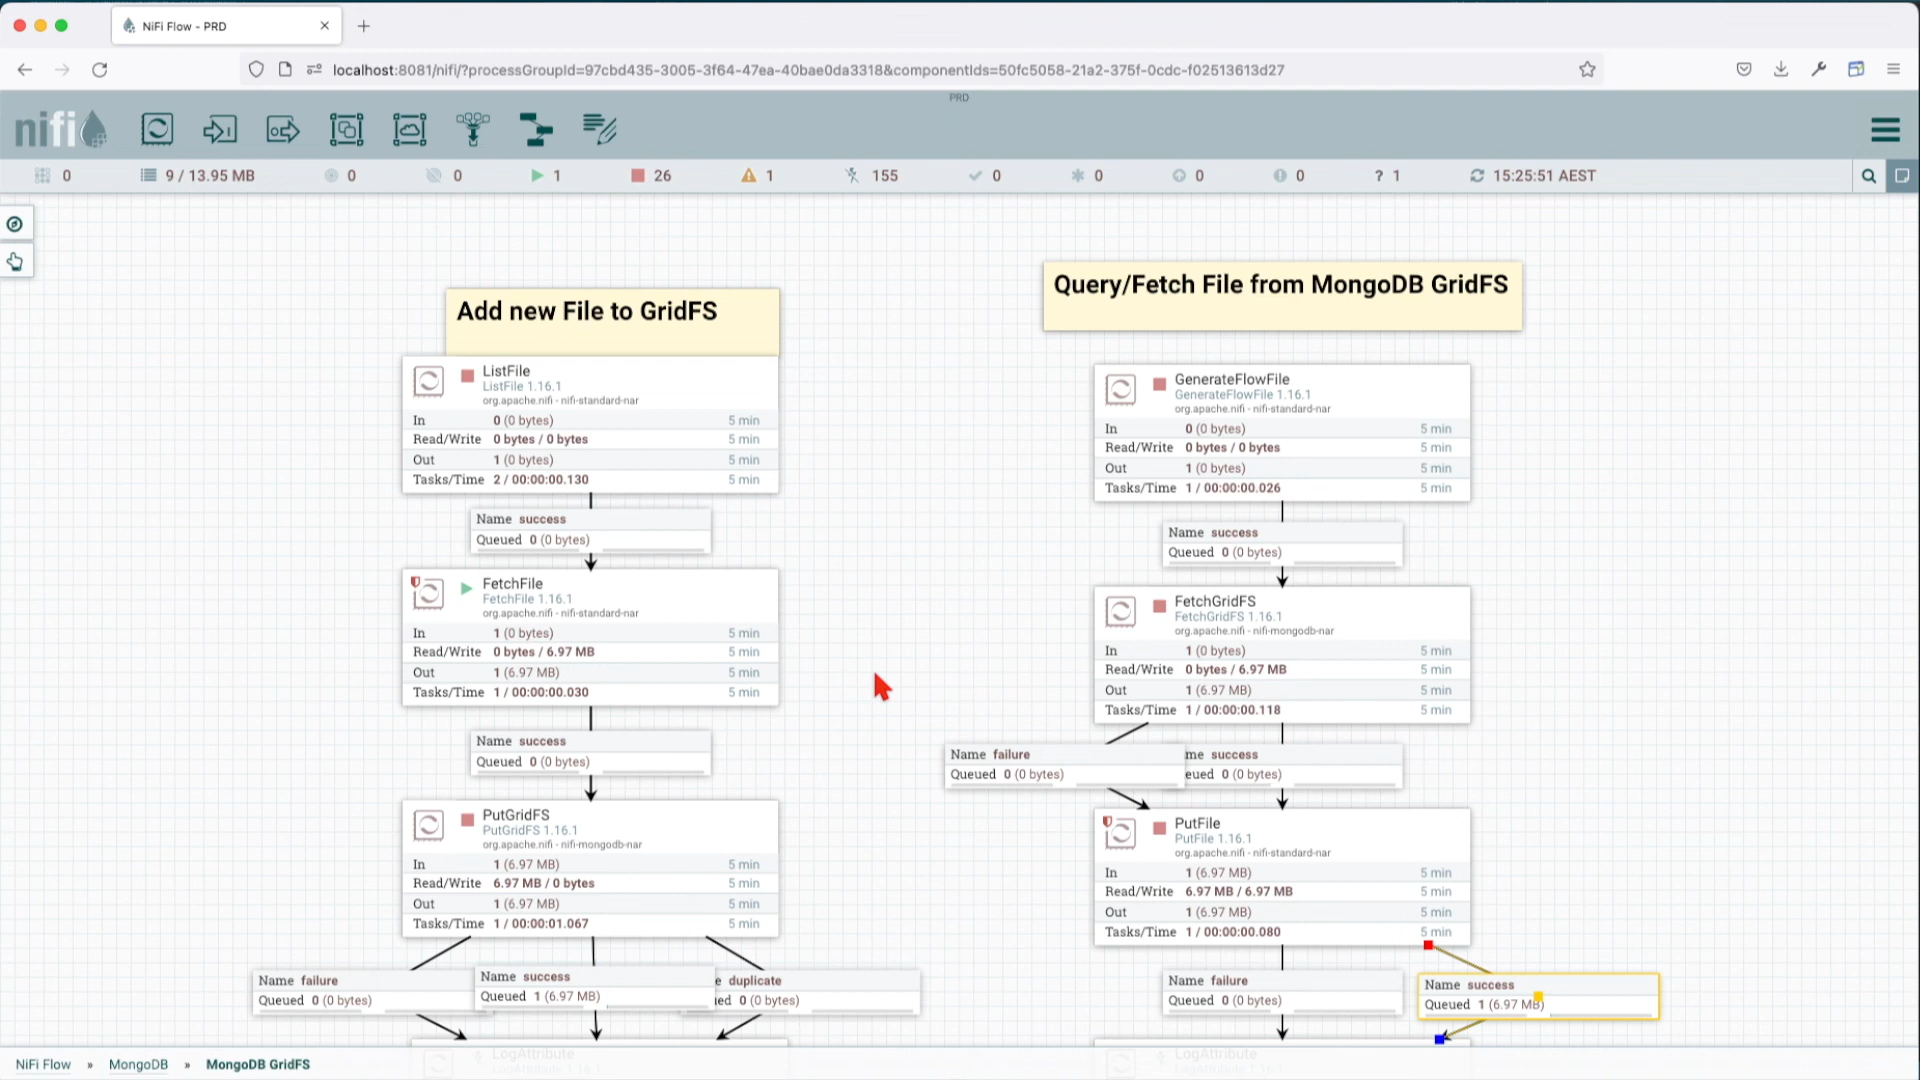 NiFi Flow - PRD
localhost:8081/nifi/?processGroupId=97cbd435-3005-3f64-47ea-40bae0da3318&componentIds=50fc5058-21a2-375f-0cdc-f02513613d27
PRD
nifi
0 9 / 13.95 MB 0 0 1 26 1 155 0 0 0 0 ? 1 15:25:51 AEST
Add new File to GridFS
ListFile
ListFile 1.16.1
org.apache.nifi - nifi-standard-nar
In 0 (0 bytes) 5 min
Read/Write 0 bytes / 0 bytes 5 min
Out 1 (0 bytes) 5 min
Tasks/Time 2 / 00:00:00.130 5 min
Name success
Queued 0 (0 bytes)
FetchFile
FetchFile 1.16.1
org.apache.nifi - nifi-standard-nar
In 1 (0 bytes) 5 min
Read/Write 0 bytes / 6.97 MB 5 min
Out 1 (6.97 MB) 5 min
Tasks/Time 1 / 00:00:00.030 5 min
Name success
Queued 0 (0 bytes)
PutGridFS
PutGridFS 1.16.1
org.apache.nifi - nifi-mongodb-nar
In 1 (6.97 MB) 5 min
Read/Write 6.97 MB / 0 bytes 5 min
Out 1 (6.97 MB) 5 min
Tasks/Time 1 / 00:00:01.067 5 min
Name failure
Queued 0 (0 bytes)
Name success
Queued 1 (6.97 MB)
e duplicate
ed 0 (0 bytes)
LogAttribute
LogAttribute 1.16.1
Query/Fetch File from MongoDB GridFS
GenerateFlowFile
GenerateFlowFile 1.16.1
org.apache.nifi - nifi-standard-nar
In 0 (0 bytes) 5 min
Read/Write 0 bytes / 0 bytes 5 min
Out 1 (0 bytes) 5 min
Tasks/Time 1 / 00:00:00.026 5 min
Name success
Queued 0 (0 bytes)
FetchGridFS
FetchGridFS 1.16.1
org.apache.nifi - nifi-mongodb-nar
In 1 (0 bytes) 5 min
Read/Write 0 bytes / 6.97 MB 5 min
Out 1 (6.97 MB) 5 min
Tasks/Time 1 / 00:00:00.118 5 min
Name failure
Queued 0 (0 bytes)
me success
eued 0 (0 bytes)
PutFile
PutFile 1.16.1
org.apache.nifi - nifi-standard-nar
In 1 (6.97 MB) 5 min
Read/Write 6.97 MB / 6.97 MB 5 min
Out 1 (6.97 MB) 5 min
Tasks/Time 1 / 00:00:00.080 5 min
Name failure
Queued 0 (0 bytes)
Name success
Queued 1 (6.97 MB)
LogAttribute
NiFi Flow » MongoDB » MongoDB GridFS